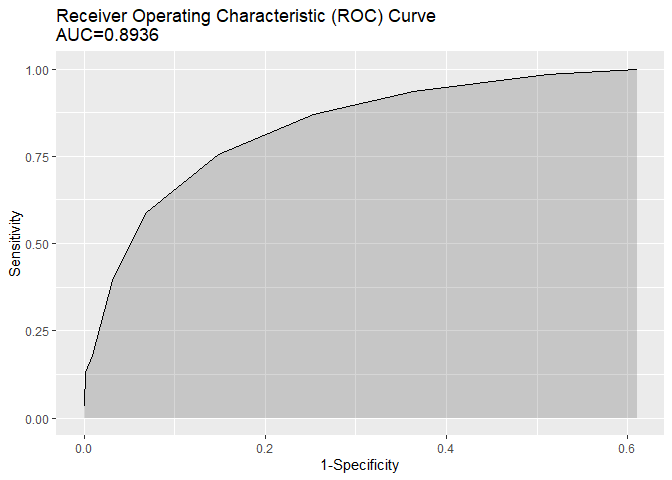 Receiver Operating Characteristic (ROC) Curve
AUC=0.8936
1.00
0.75
0.50
0.25
0.00
Sensitivity
0.0
0.2
0.4
0.6
1-Specificity